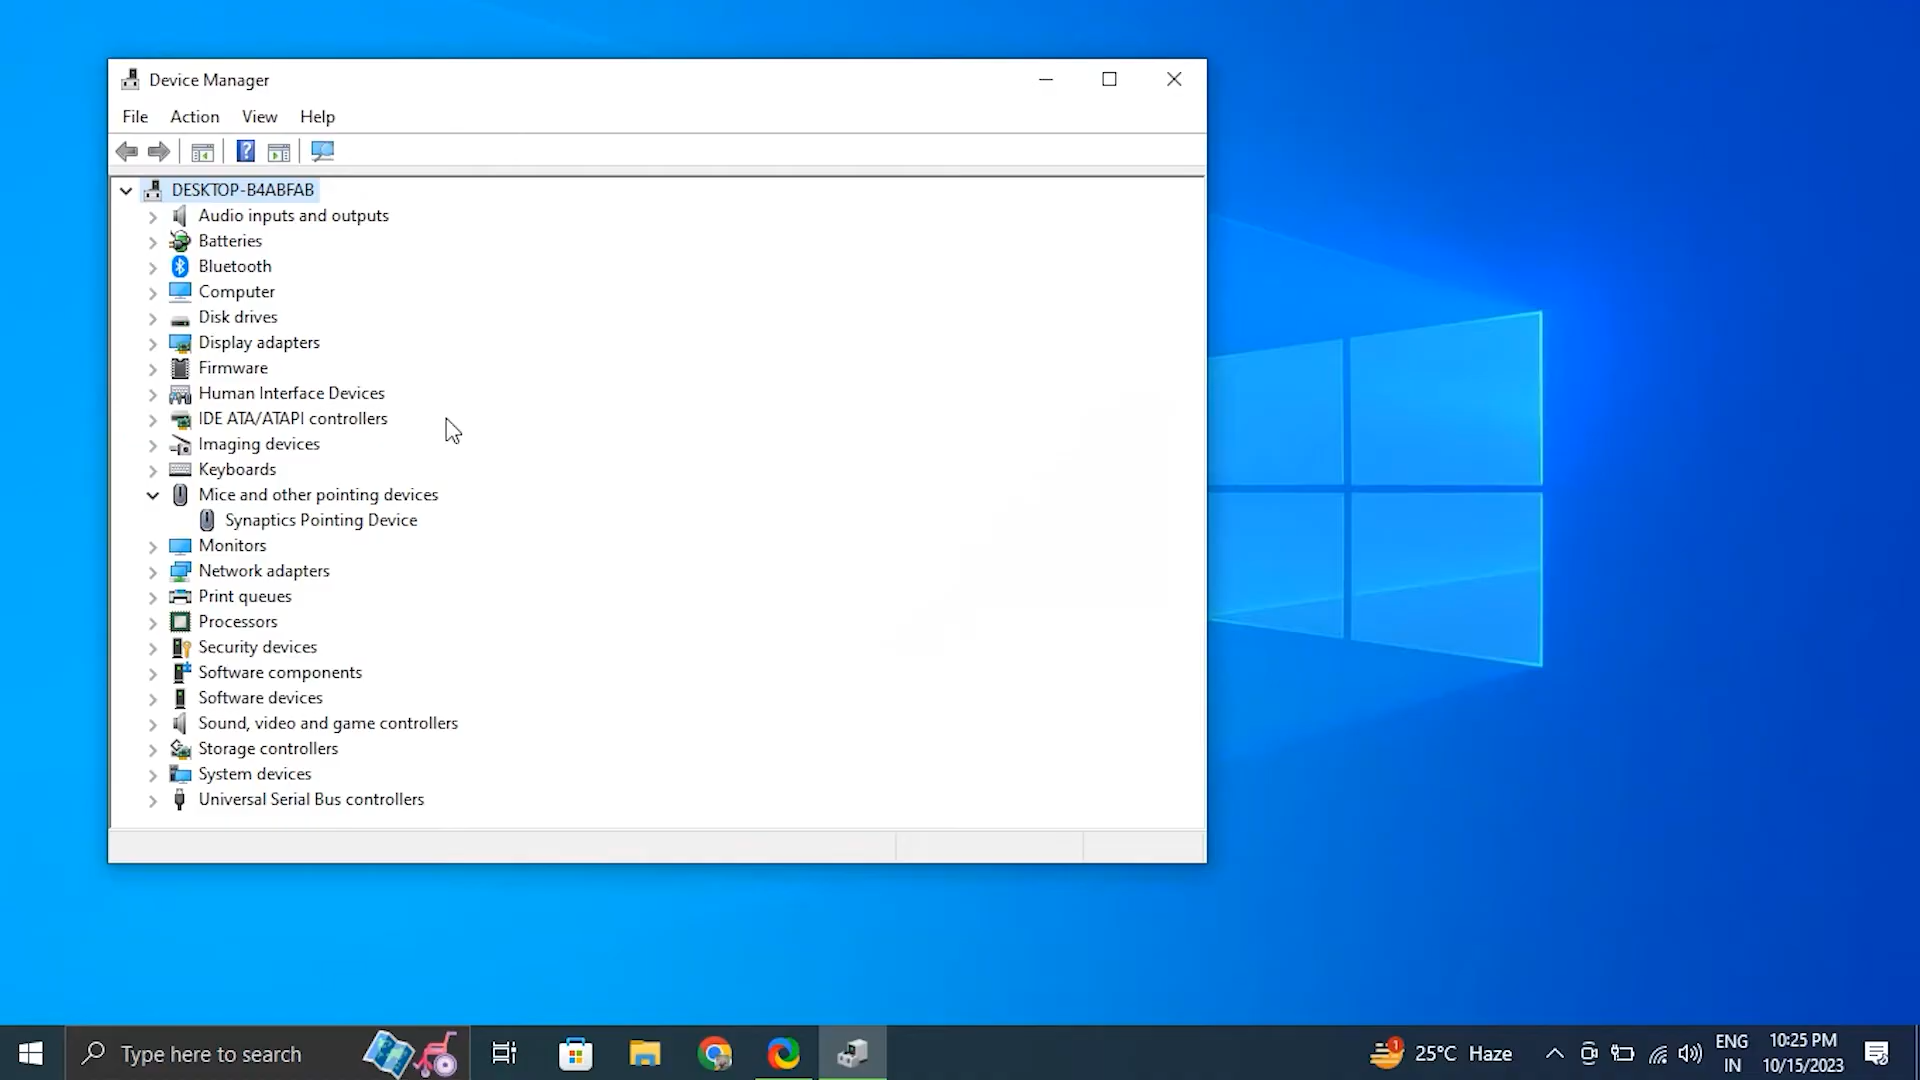 Device Manager
File Action View Help
DESKTOP-B4ABFAB
Audio inputs and outputs
Batteries
Bluetooth
Computer
Disk drives
Display adapters
Firmware
Human Interface Devices
IDE ATA/ATAPI controllers
Imaging devices
Keyboards
Mice and other pointing devices
Synaptics Pointing Device
Monitors
Network adapters
Print queues
Processors
Security devices
Software components
Software devices
Sound, video and game controllers
Storage controllers
System devices
Universal Serial Bus controllers
Type here to search
1
25°C Haze
ENG
IN
10:25 PM
10/15/2023